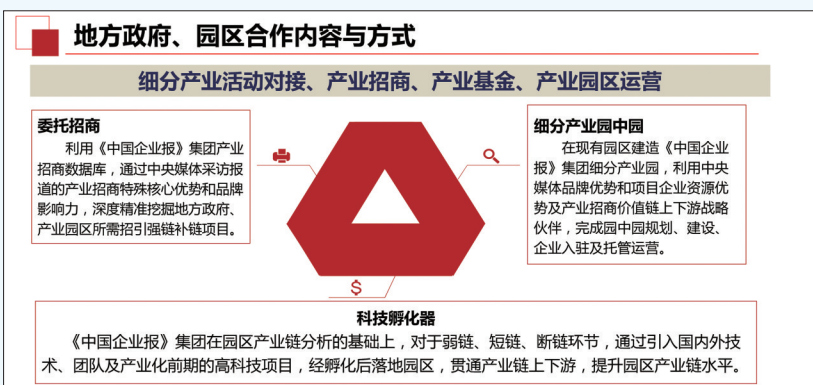 地方政府、园区合作内容与方式
细分产业活动对接、产业招商、产业基金、产业园区运营
委托招商
利用《中国企业报》集团产业
招商数据库，通过中央媒体采访报
道的产业招商特殊核心优势和品牌
影响力，深度精准挖掘地方政府、
产业园区所需招引强链补链项目。
细分产业园中园
在现有园区建造《中国企业
报》集团细分产业园，利用中央
媒体品牌优势和项目企业资源优
势及产业招商价值链上下游战略
伙伴，完成园中园规划、建设、
企业入驻及托管运营。
$
科技孵化器
《中国企业报》集团在园区产业链分析的基础上，对于弱链、短链、断链环节，通过引入国内外技
术、团队及产业化前期的高科技项目，经孵化后落地园区，贯通产业链上下游，提升园区产业链水平。